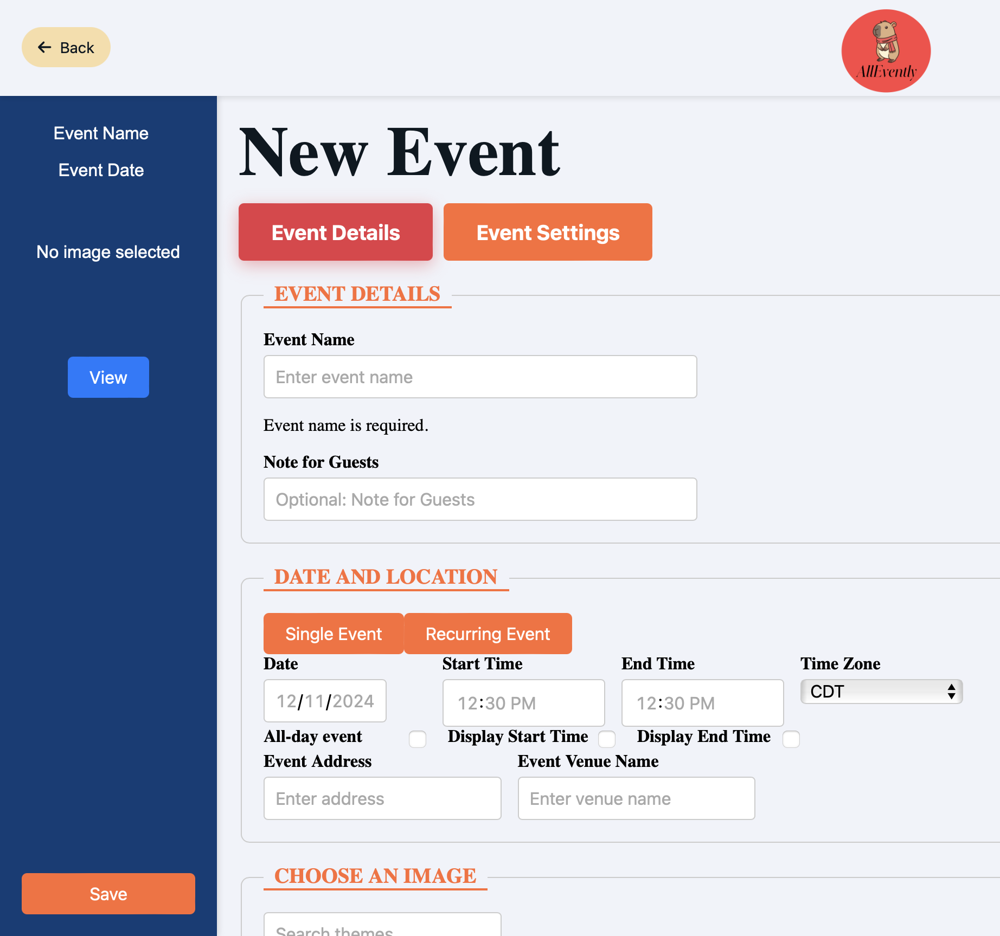 Back
AllEvently
Event Name
Event Date
No image selected
View
Save
New Event
Event Details Event Settings
EVENT DETAILS
Event Name
Enter event name
Event name is required.
Note for Guests
Optional: Note for Guests
DATE AND LOCATION
Single Event Recurring Event
Date Start Time End Time Time Zone
12/11/2024 12:30 PM 12:30 PM CDT
All-day event Display Start Time Display End Time
Event Address Event Venue Name
Enter address Enter venue name
CHOOSE AN IMAGE
Search themes